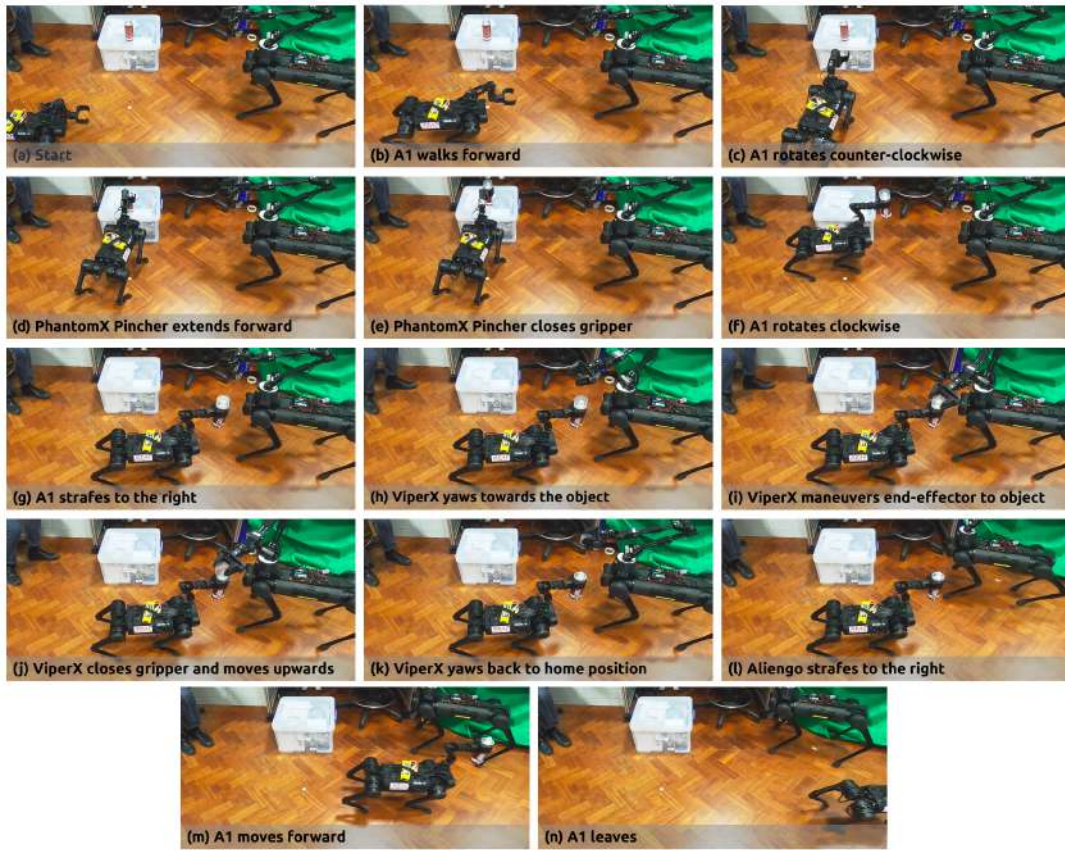 (a) Start
(b) A1 walks forward
(c) A1 rotates counter-clockwise
(d) PhantomX Pincher extends forward
(e) PhantomX Pincher closes gripper
(f) A1 rotates clockwise
(g) A1 strafes to the right
(h) ViperX yaws towards the object
(i) ViperX maneuvers end-effector to object
(j) ViperX closes gripper and moves upwards
(k) ViperX yaws back to home position
(l) Aliengo strafes to the right
(m) A1 moves forward
(n) A1 leaves